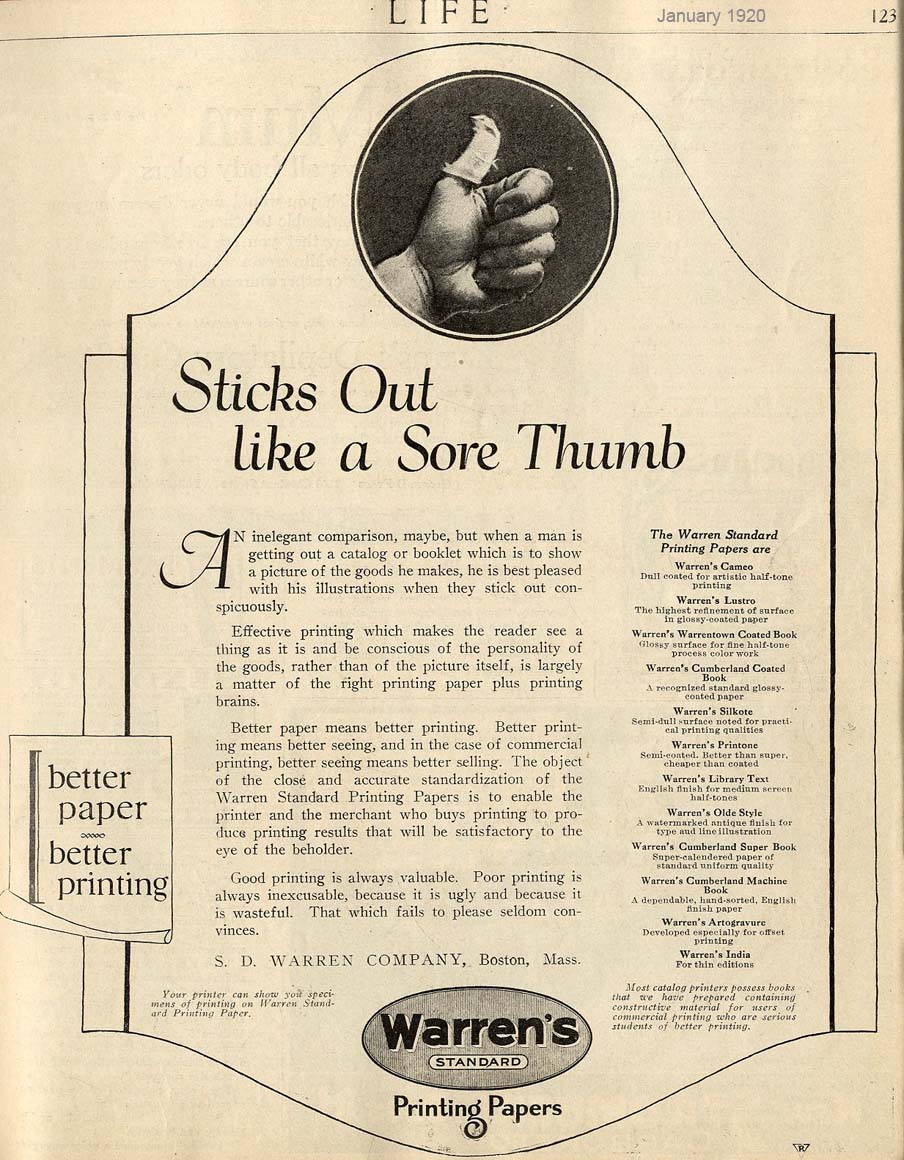 · LIFE ·
January 1920
123
Sticks Out
like a Sore Thumb
AN inelegant comparison, maybe, but when a man is
getting out a catalog or booklet which is to show
a picture of the goods he makes, he is best pleased
with his illustrations when they stick out con-
spicuously.
Effective printing which makes the reader see a
thing as it is and be conscious of the personality of
the goods, rather than of the picture itself, is largely
a matter of the right printing paper plus printing
brains.
Better paper means better printing. Better print-
ing means better seeing, and in the case of commercial
printing, better seeing means better selling. The object
of the close and accurate standardization of the
Warren Standard Printing Papers is to enable the
printer and the merchant who buys printing to pro-
duce printing results that will be satisfactory to the
eye of the beholder.
Good printing is always valuable. Poor printing is
always inexcusable, because it is ugly and because it
is wasteful. That which fails to please seldom con-
vinces.
S. D. WARREN COMPANY, Boston, Mass.
The Warren Standard
Printing Papers are
Warren's Cameo
Dull coated for artistic half-tone
printing
Warren's Lustro
The highest refinement of surface
in glossy-coated paper
Warren's Warrentown Coated Book
Glossy surface for fine half-tone
process color work
Warren's Cumberland Coated
Book
A recognized standard glossy-
coated paper
Warren's Silkote
Semi-dull surface noted for practi-
cal printing qualities
Warren's Printone
Semi-coated. Better than super,
cheaper than coated
Warren's Library Text
English finish for medium screen
half-tones
Warren's Olde Style
A watermarked antique finish for
type and line illustration
Warren's Cumberland Super Book
Super-calendered paper of
standard uniform quality
Warren's Cumberland Machine
Book
A dependable, hand-sorted, English
finish paper
Warren's Artogravure
Developed especially for offset
printing
Warren's India
For thin editions
better
paper
better
printing
Your printer can show you speci-
mens of printing on Warren Stand-
ard Printing Paper.
Most catalog printers possess books
that we have prepared containing
constructive material for users of
commercial printing who are serious
students of better printing.
Warren's
STANDARD
Printing Papers
R